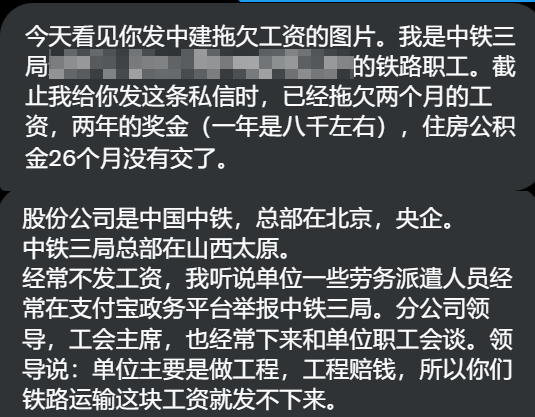 今天看见你发中建拖欠工资的图片。我是中铁三
局的铁路职工。截
止我给你发这条私信时，已经拖欠两个月的工
资，两年的奖金（一年是八千左右），住房公积
金26个月没有交了。
股份公司是中国中铁，总部在北京，央企。
中铁三局总部在山西太原。
经常不发工资，我听说单位一些劳务派遣人员经
常在支付宝政务平台举报中铁三局。分公司领
导，工会主席，也经常下来和单位职工会谈。领
导说：单位主要是做工程，工程赔钱，所以你们
铁路运输这块工资就发不下来。